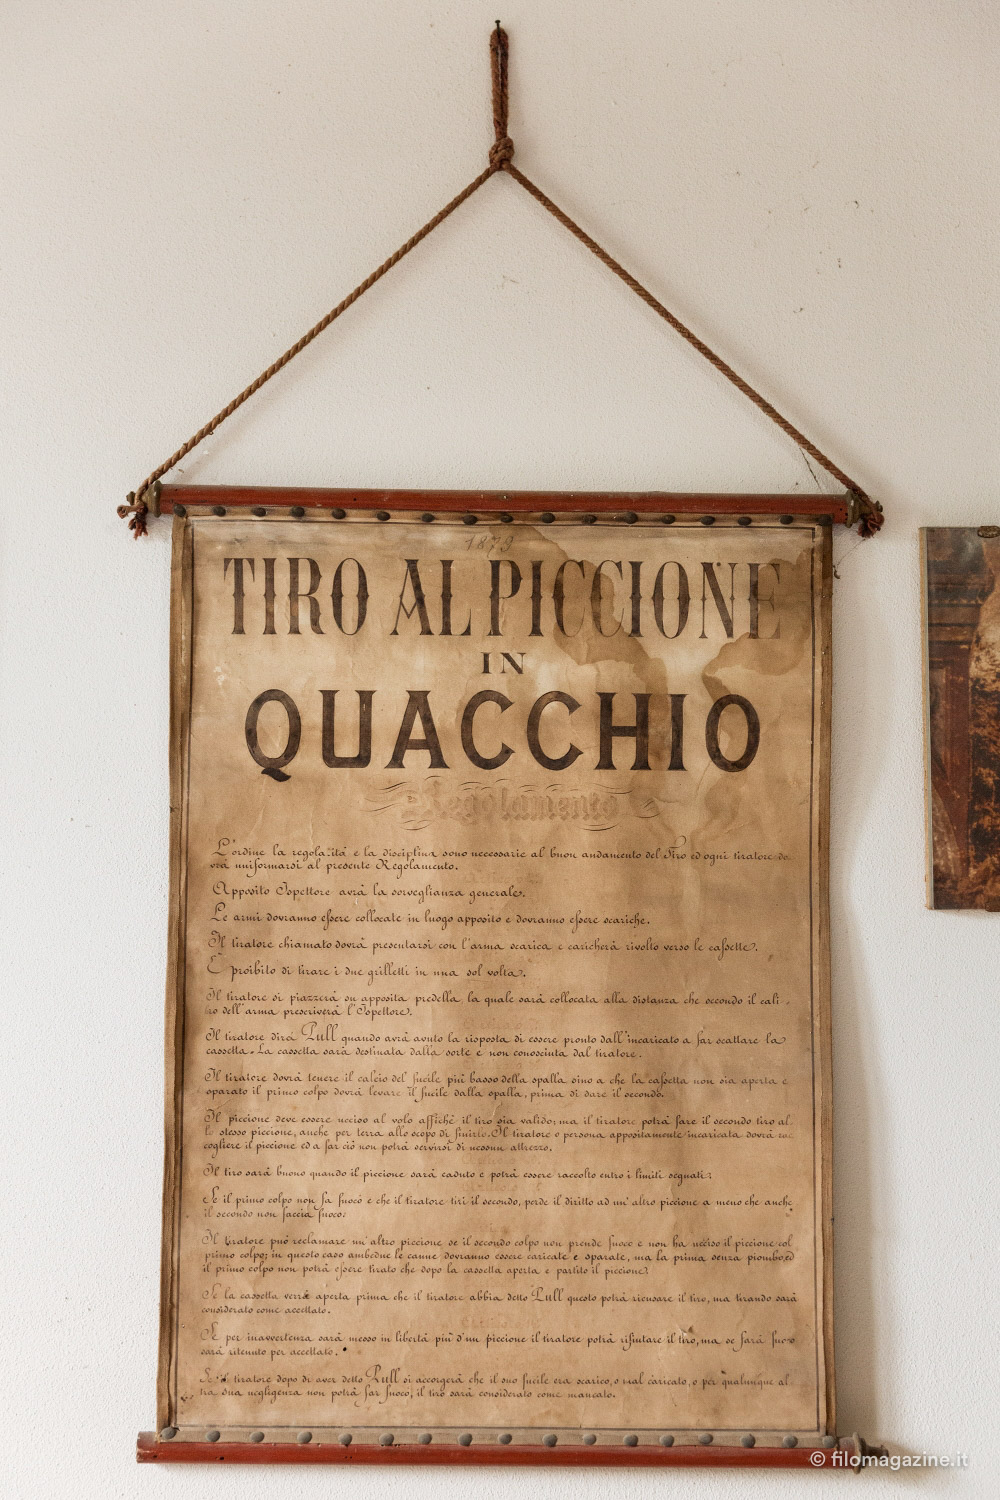 1879
TIRO AL PICCIONE
IN
QUACCHIO
Regolamento
L'ordine la regolarità e la disciplina sono necessarie al buon andamento del Tiro ed ogni tiratore do
vrà uniformarsi al presente Regolamento.
Apposito Ispettore avrà la sorveglianza generale.
Le armi dovranno essere collocate in luogo apposito e dovranno essere scariche.
Il tiratore chiamato dovrà presentarsi con l'arma scarica e caricherà rivolto verso le cassette.
È proibito di tirare i due grilletti in una sol volta.
Il tiratore si piazzerà su apposita predella, la quale sarà collocata alla distanza che secondo il cali-
ro dell'arma prescriverà l'Ispettore.
Il tiratore dirà Pull quando avrà avuto la risposta di essere pronto dall'incaricato a far scattare la
cassetta. La cassetta sarà destinata dalla sorte e non conosciuta dal tiratore.
Il tiratore dovrà tenere il calcio del fucile più basso della spalla sino a che la cassetta non sia aperta e
sparato il primo colpo dovrà levare il fucile dalla spalla, prima di dare il secondo.
Il piccione deve essere ucciso al volo affiché il tiro sia valido; ma il tiratore potrà fare il secondo tiro al
lo stesso piccione, anche per terra allo scopo di finirlo. Il tiratore o persona appositamente incaricata dovrà rac
cogliere il piccione ed a far ciò non potrà servirsi di nessun attrezzo.
Il tiro sarà buono quando il piccione sarà caduto e potrà essere raccolto entro i limiti segnati;
Se il primo colpo non fa fuoco e che il tiratore tiri il secondo, perde il diritto ad un'altro piccione a meno che anche
il secondo non faccia fuoco.
Il tiratore può reclamare un'altro piccione se il secondo colpo non prende fuoco e non ha ucciso il piccione col
primo colpo; in questo caso ambedue le canne dovranno essere caricate e sparate, ma la prima senza piombo, ed
il primo colpo non potrà essere tirato che dopo la cassetta aperta e partito il piccione.
Se la cassetta verrà aperta prima che il tiratore abbia detto Pull questo potrà ricusare il tiro, ma tirando sarà
considerato come accettato.
Se per inavvertenza sarà messo in libertà più d'un piccione il tiratore potrà rifiutare il tiro, ma se farà fuoco
sarà ritenuto per accettato.
Se il tiratore dopo di aver detto Pull si accorgerà che il suo fucile era scarico, o mal caricato, o per qualunque al
tra sua negligenza non potrà far fuoco, il tiro sarà considerato come mancato.
© filomagazine.it